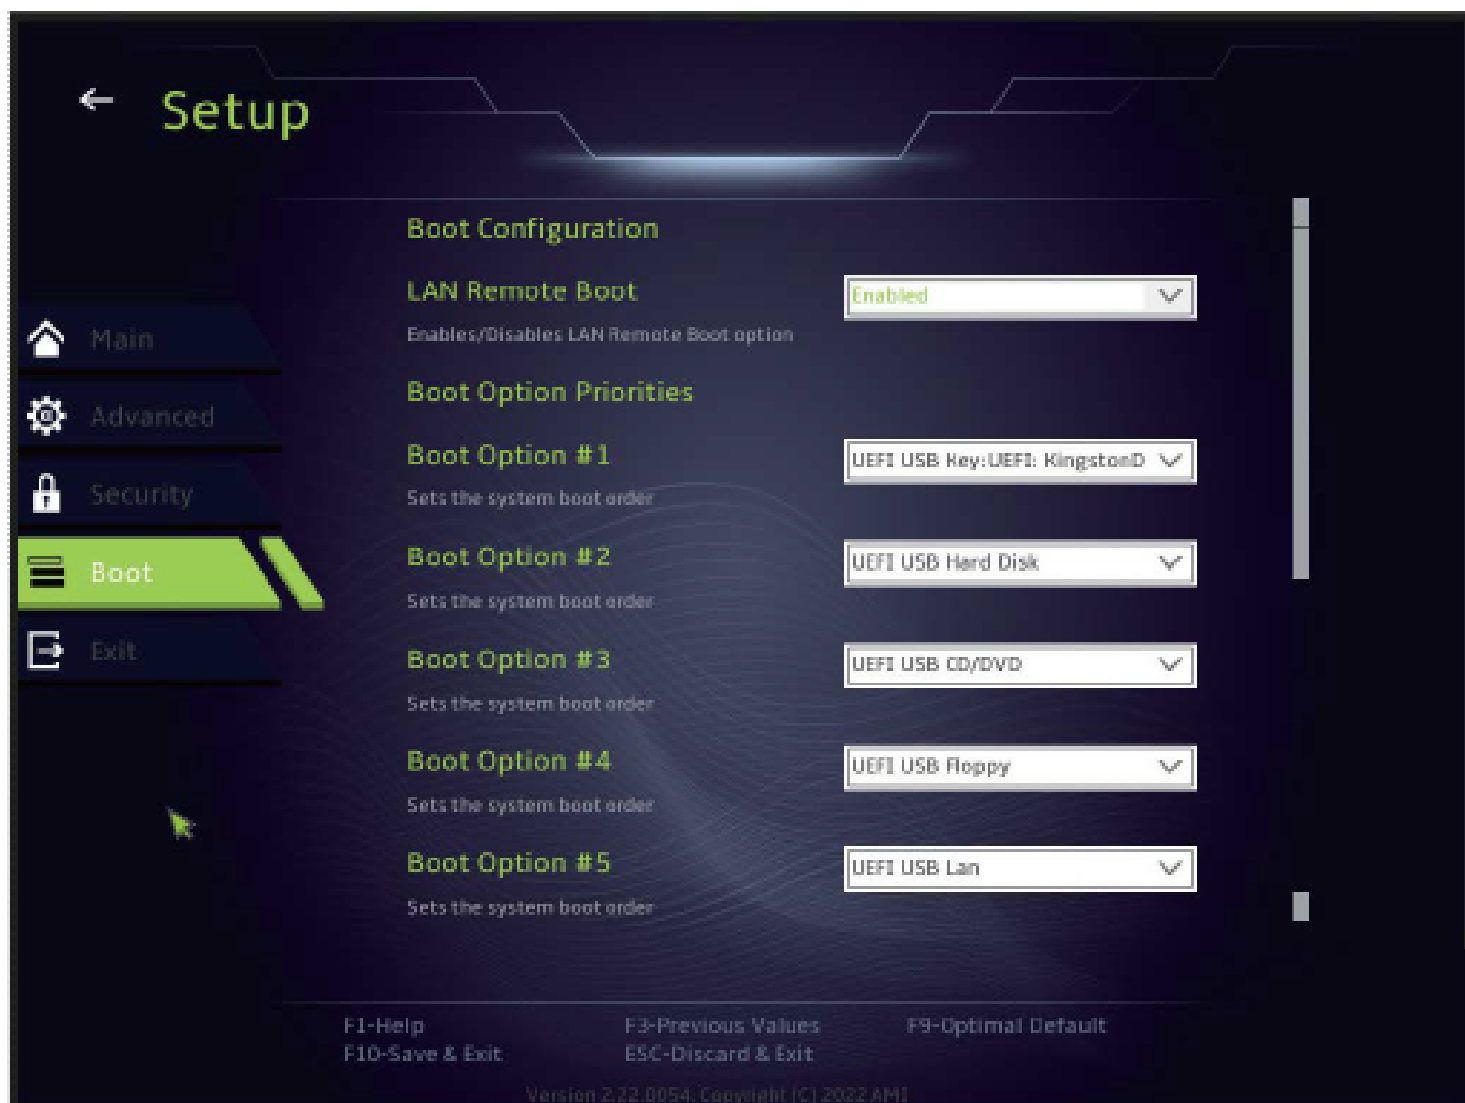 Setup
Boot Configuration
LAN Remote Boot
Enabled
Enables/Disables LAN Remote Boot option
Main
Advanced
Security
Boot
Exit
Boot Option Priorities
Boot Option #1
UEFI USB Key:UEFI: KingstonD
Sets the system boot order
Boot Option #2
UEFI USB Hard Disk
Sets the system boot order
Boot Option #3
UEFI USB CD/DVD
Sets the system boot order
Boot Option #4
UEFI USB Floppy
Sets the system boot order
Boot Option #5
UEFI USB Lan
Sets the system boot order
F1-Help
F3-Previous Values
F9-Optimal Default
F10-Save & Exit
ESC-Discard & Exit
Version 2.22.0054. Copyright (C) 2022 AMI